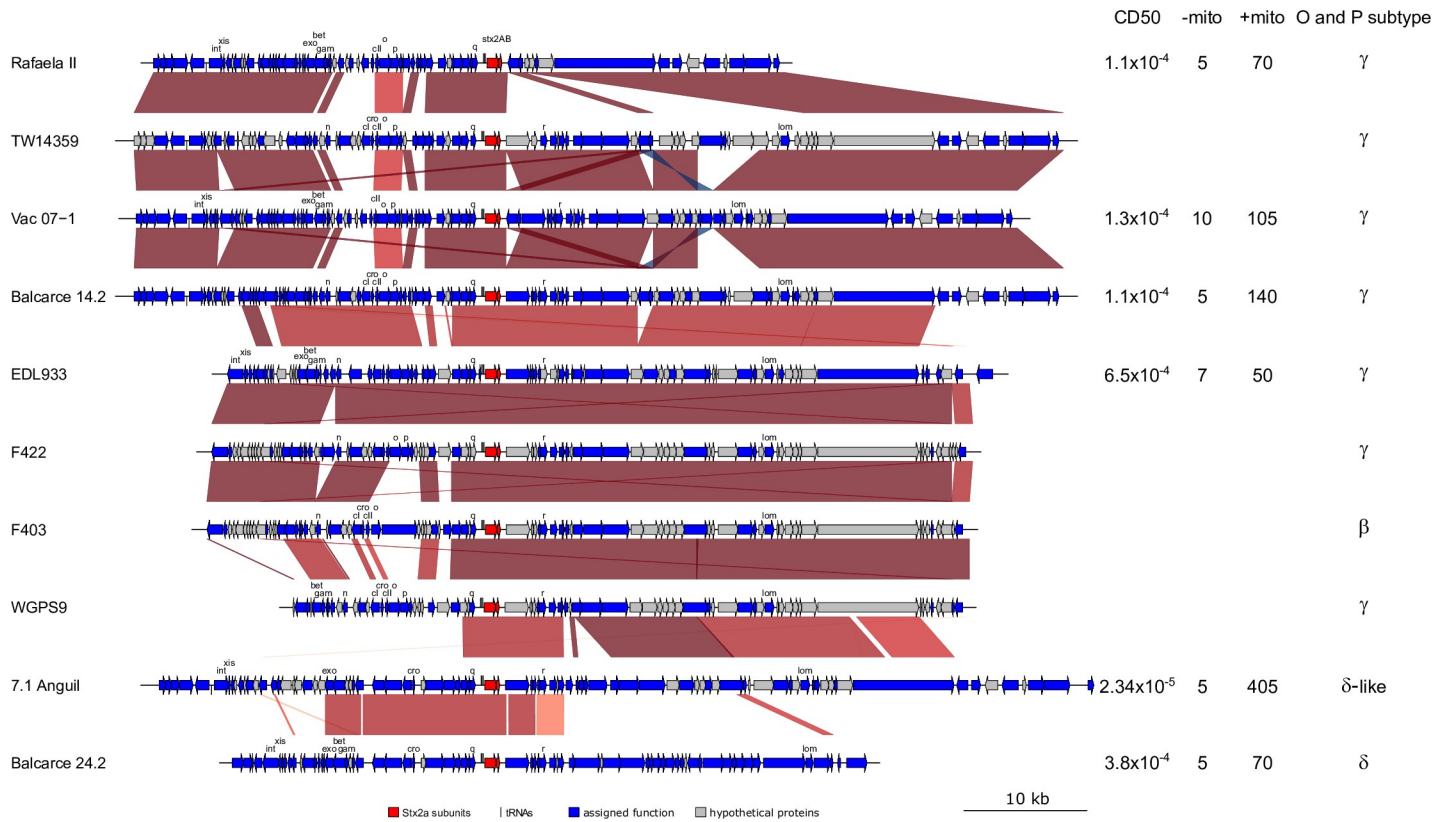 CD50 -mito +mito O and P subtype
int xis exo bet gam cII o p q stx2AB
Rafaela II 1.1x10-4 5 70 γ
n cI cro cII o p q r lom
TW14359 γ
int xis exo bet gam cII o p q r lom
Vac 07−1 1.3x10-4 10 105 γ
n cI cro cII o p q r lom
Balcarce 14.2 1.1x10-4 5 140 γ
int xis exo bet gam n q r lom
EDL933 6.5x10-4 7 50 γ
n o p q r lom
F422 γ
n cI cro cII o q r lom
F403 β
bet gam n cI cro cII o p q r lom
WGPS9 γ
int xis exo cro q r lom
7.1 Anguil 2.34x10-5 5 405 δ-like
int xis exo bet gam cro q r lom
Balcarce 24.2 3.8x10-4 5 70 δ
10 kb
Stx2a subunits tRNAs assigned function hypothetical proteins